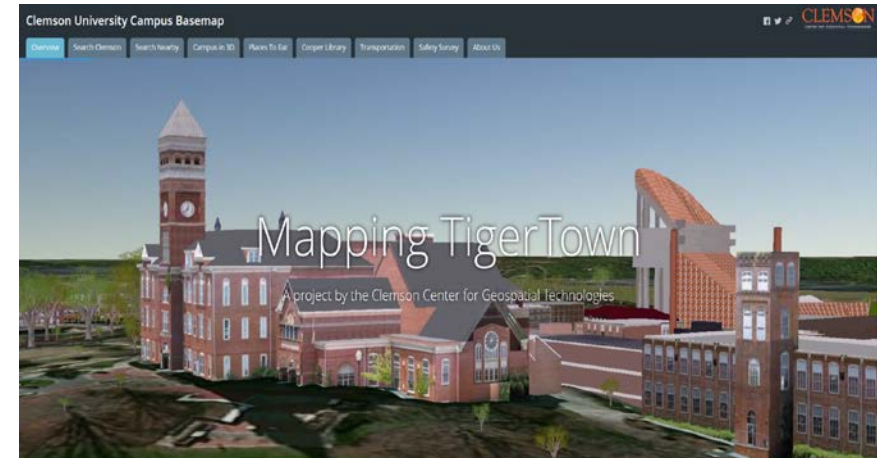 Clemson University Campus Basemap
CLEMSON
Overview
Search Clemson
Search Nearby
Campus in 3D
Places To Eat
Cooper Library
Transportation
Safety Survey
About Us
Mapping TigerTown
A project by the Clemson Center for Geospatial Technologies